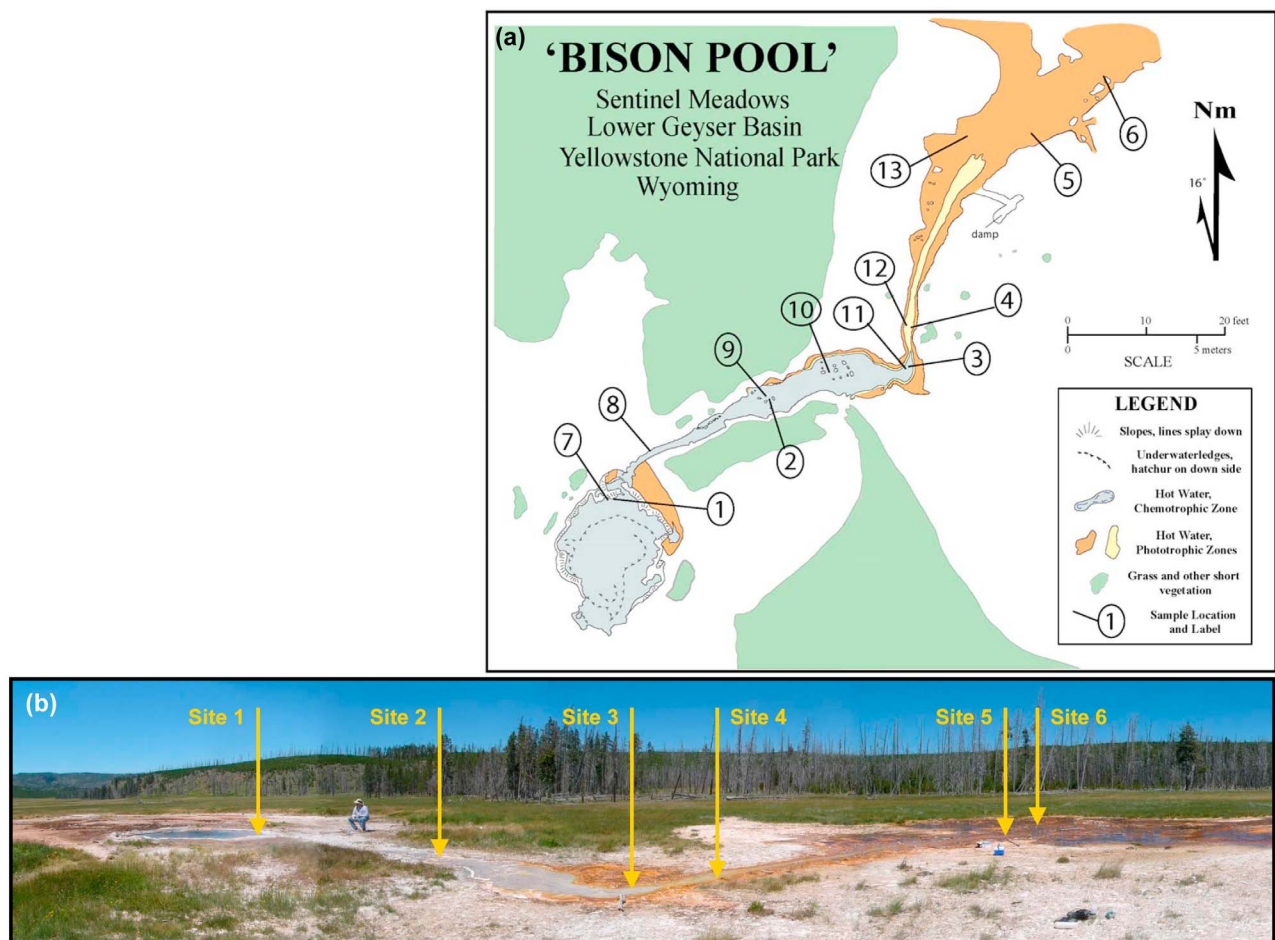 (a)
‘BISON POOL’
Sentinel Meadows
Lower Geyser Basin
Yellowstone National Park
Wyoming
Nm
16°
6
13
5
damp
12
4
11
10
3
9
8
7
2
1
0 10 20 feet
0 5 meters
SCALE
LEGEND
Slopes, lines splay down
Underwaterledges,
hatchur on down side
Hot Water,
Chemotrophic Zone
Hot Water,
Phototrophic Zones
Grass and other short
vegetation
1
Sample Location
and Label
(b)
Site 1
Site 2
Site 3
Site 4
Site 5
Site 6